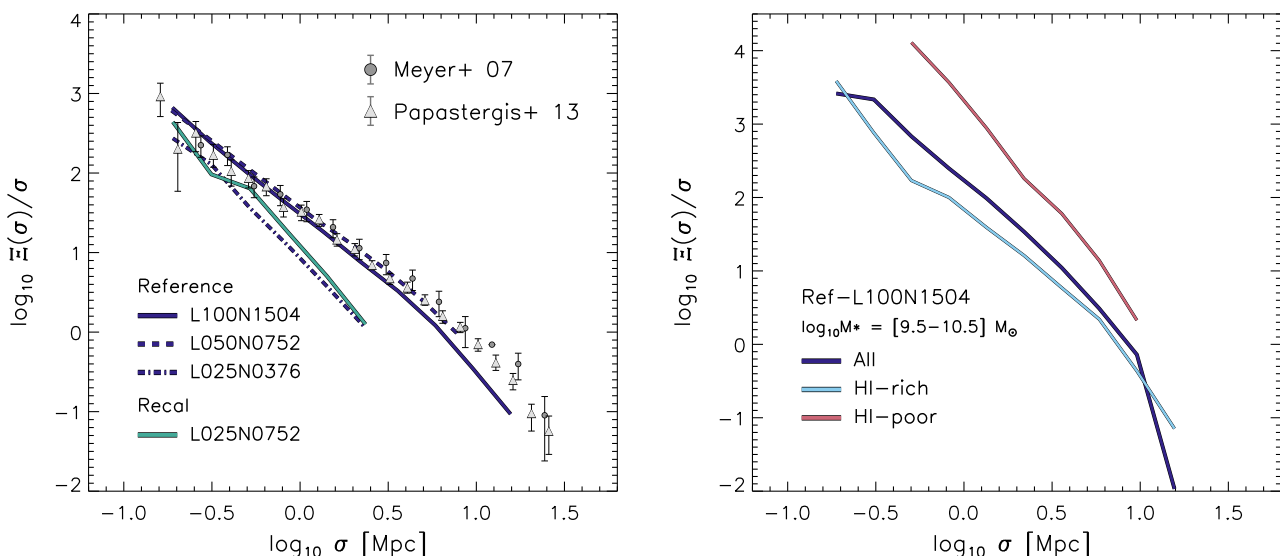 4
3
2
1
0
−1
−2
log₁₀ Ξ(σ)/σ
Meyer+ 07
Papastergis+ 13
Reference
L100N1504
L050N0752
L025N0376
Recal
L025N0752
−1.0 −0.5 0.0 0.5 1.0 1.5
log₁₀ σ [Mpc]
4
3
2
1
0
−1
−2
log₁₀ Ξ(σ)/σ
Ref−L100N1504
log₁₀M* = [9.5−10.5] M☉
All
HI−rich
HI−poor
−1.0 −0.5 0.0 0.5 1.0 1.5
log₁₀ σ [Mpc]